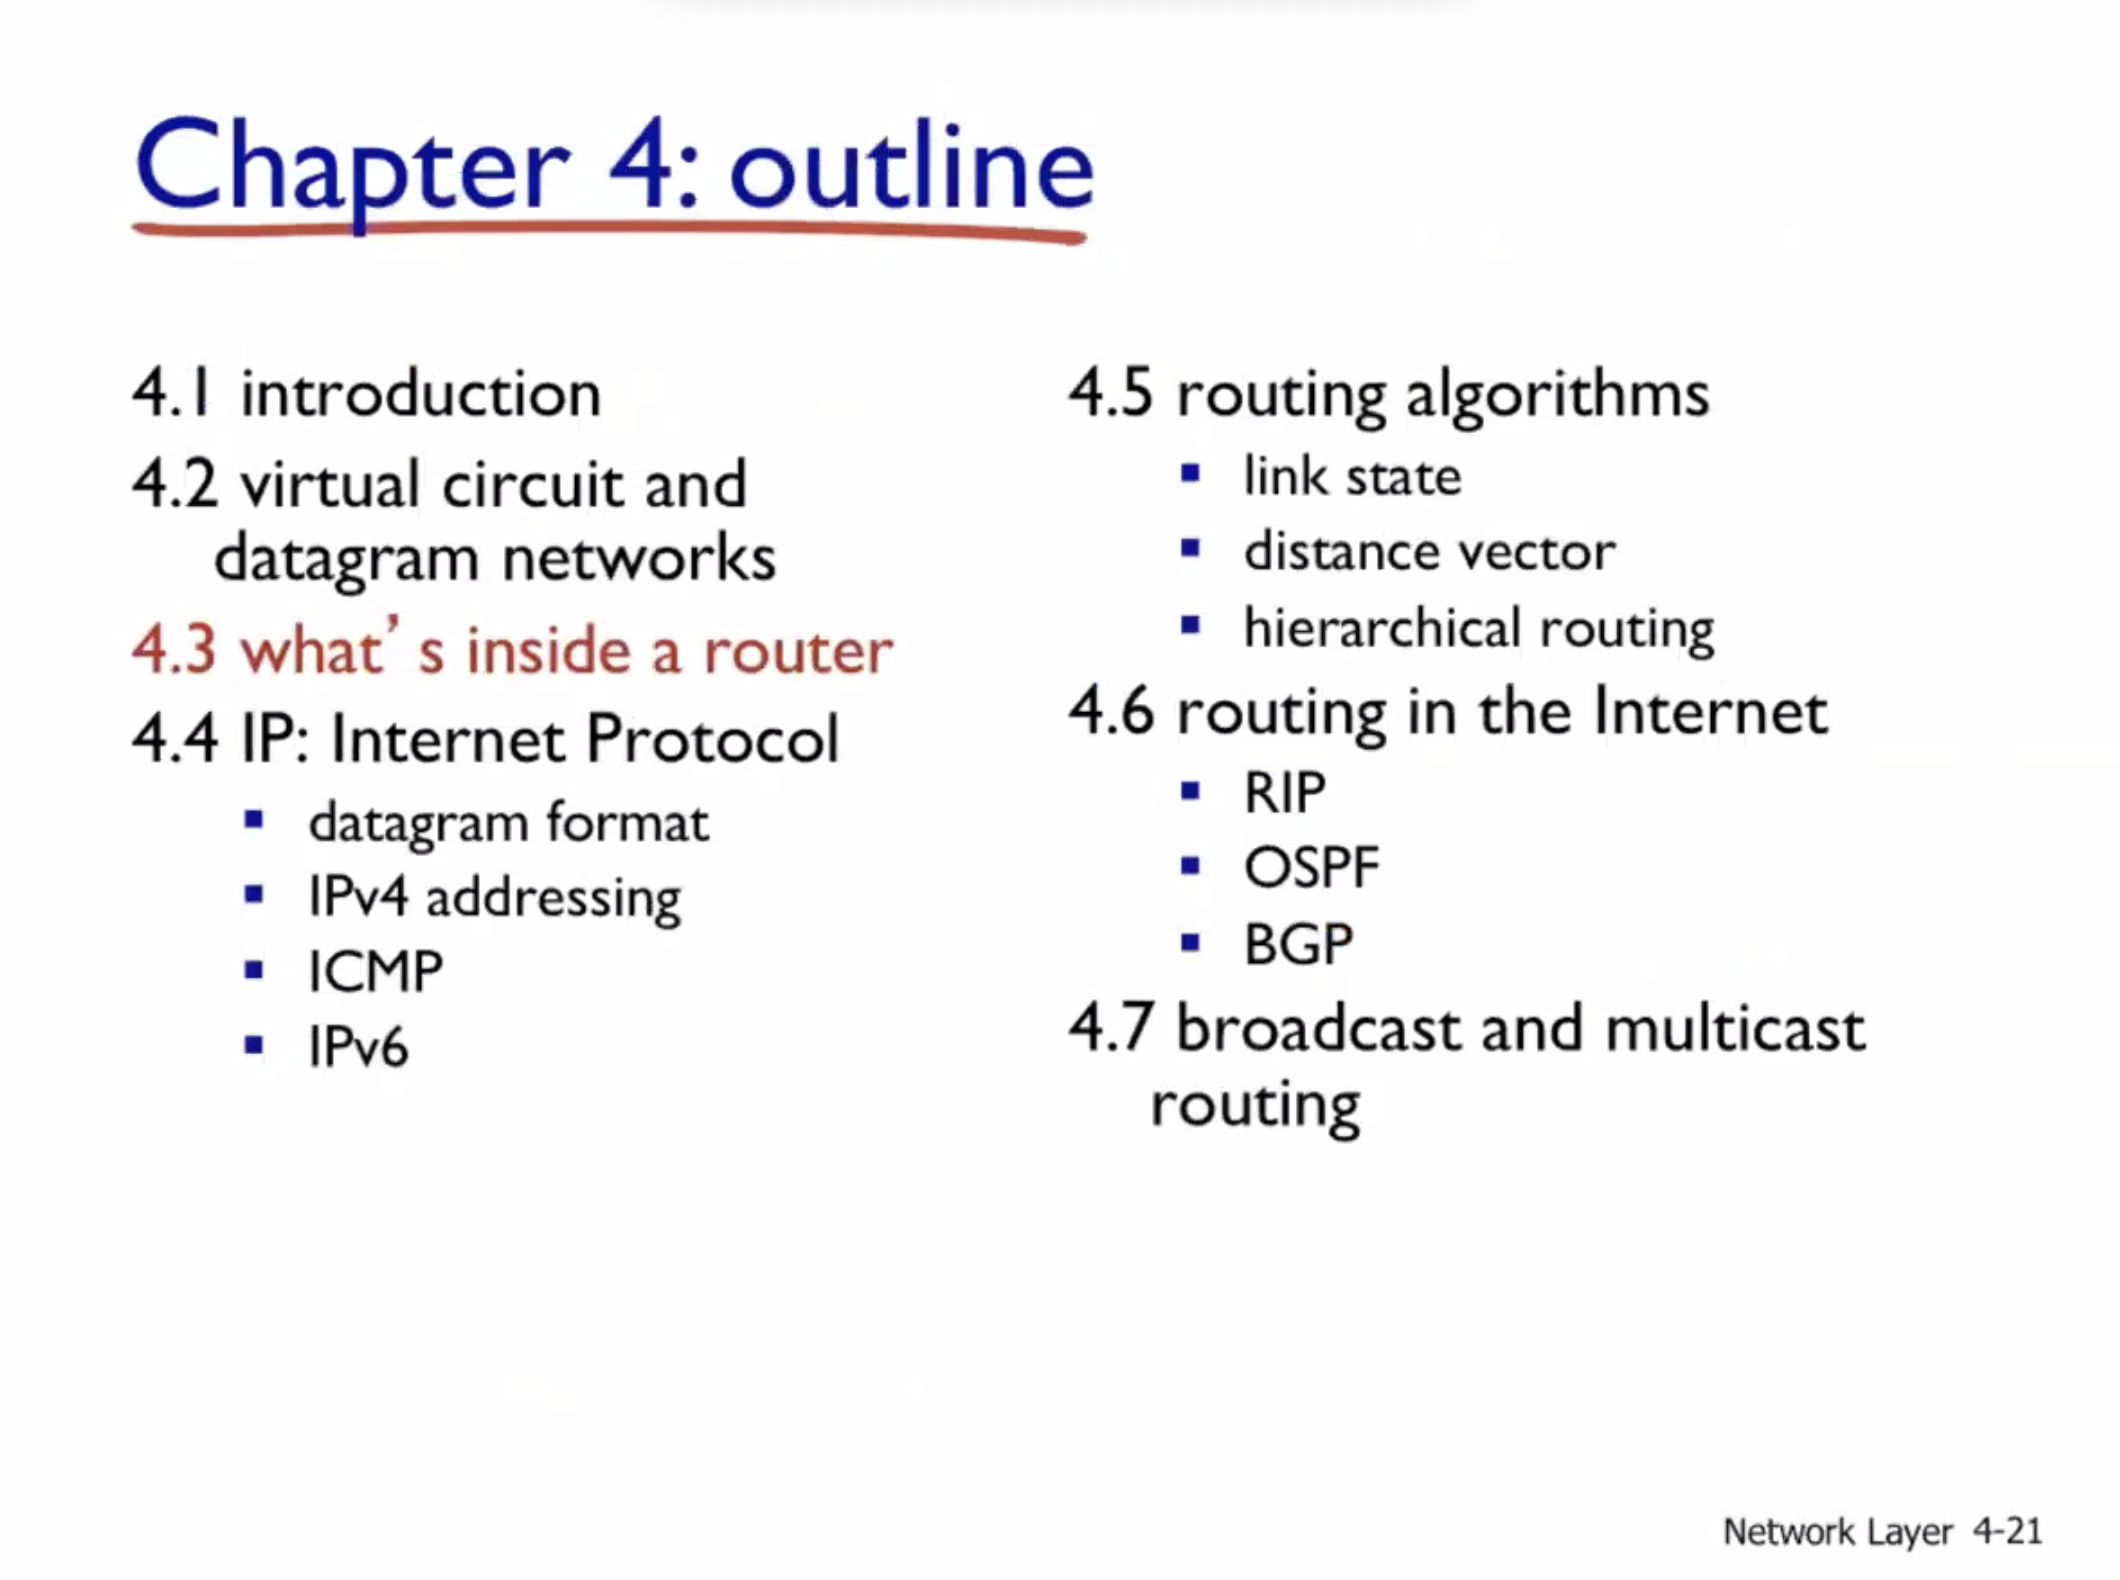 Chapter 4: outline
4.1 introduction
4.2 virtual circuit and
datagram networks
4.3 what’s inside a router
4.4 IP: Internet Protocol
▪ datagram format
▪ IPv4 addressing
▪ ICMP
▪ IPv6
4.5 routing algorithms
▪ link state
▪ distance vector
▪ hierarchical routing
4.6 routing in the Internet
▪ RIP
▪ OSPF
▪ BGP
4.7 broadcast and multicast
routing
Network Layer 4-21